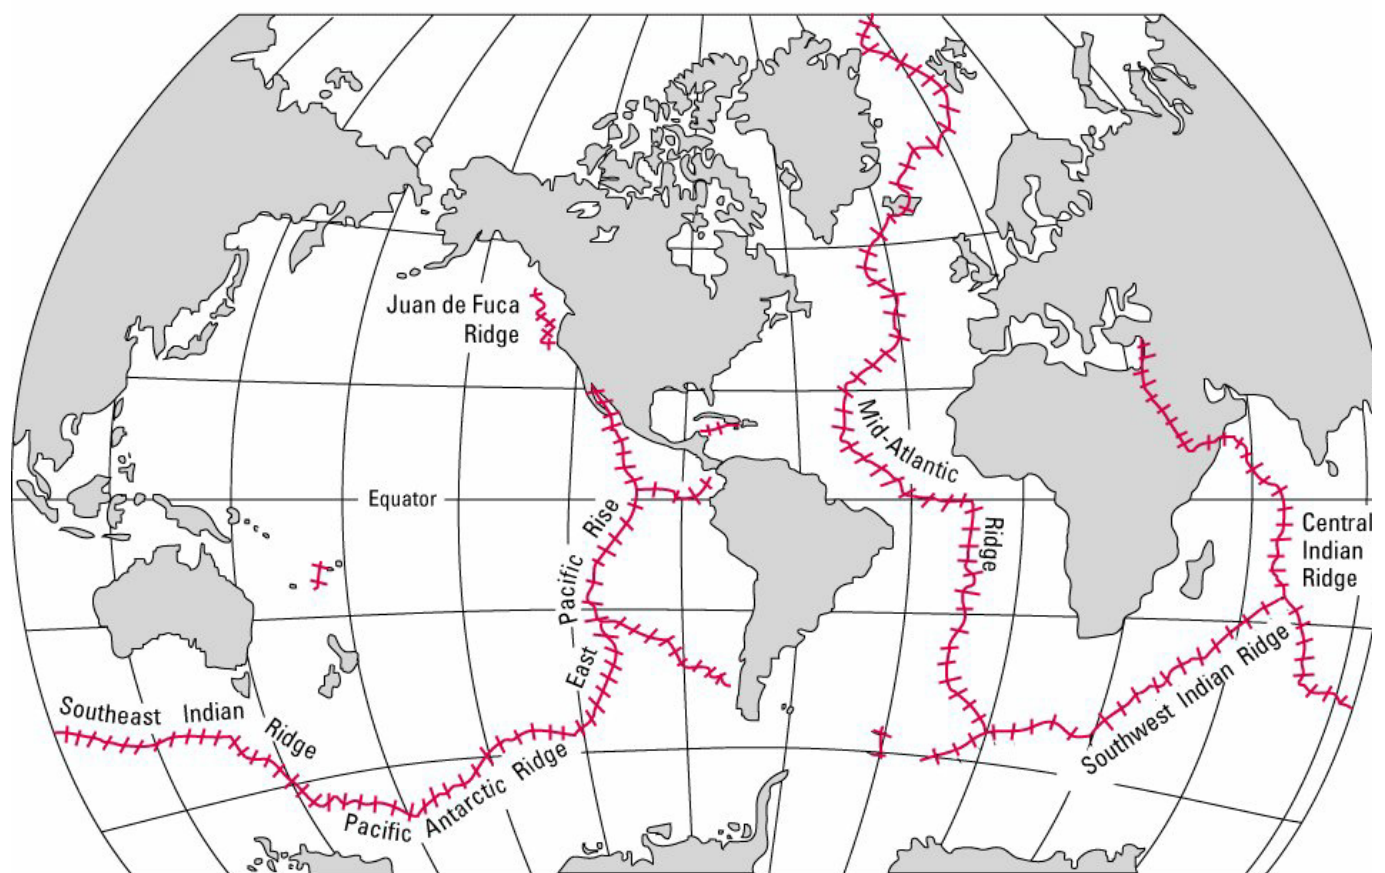 Juan de Fuca
Ridge
Mid-Atlantic
Ridge
Equator
East Pacific Rise
Central
Indian
Ridge
Southwest Indian Ridge
Southeast Indian Ridge
Pacific Antarctic Ridge